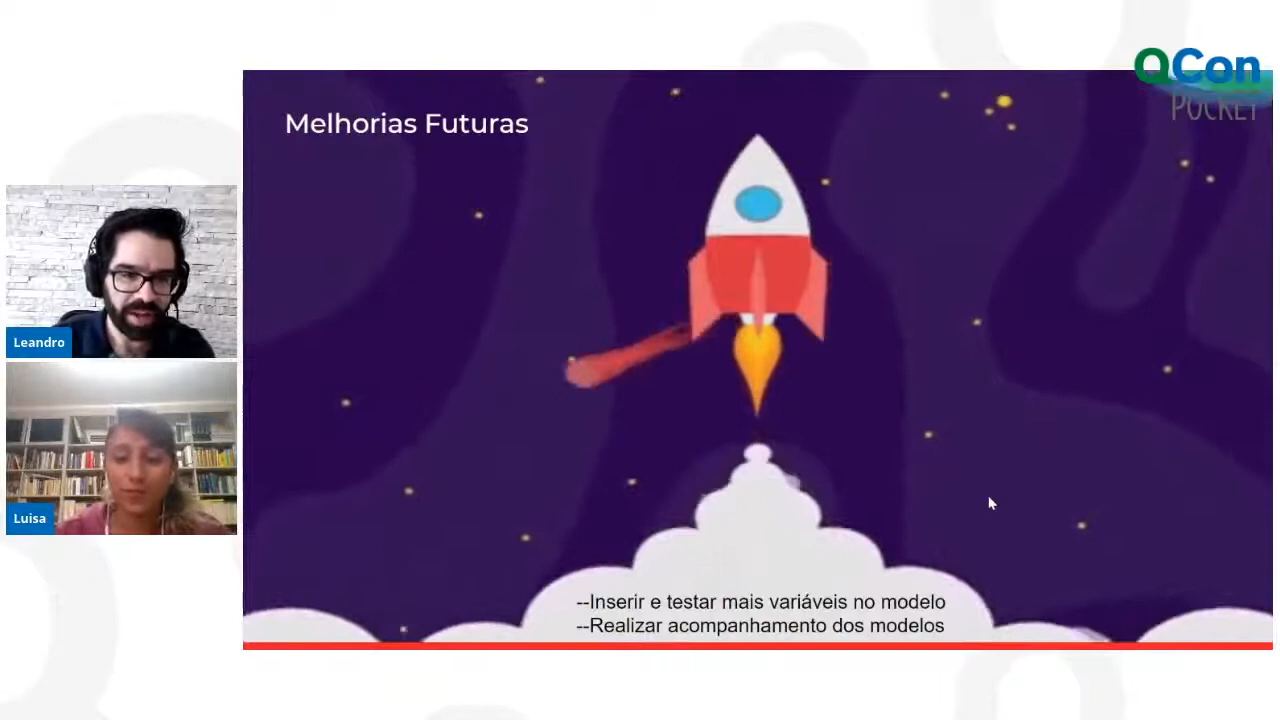 QCon
POCKET
Melhorias Futuras
Leandro
Luisa
--Inserir e testar mais variáveis no modelo
--Realizar acompanhamento dos modelos